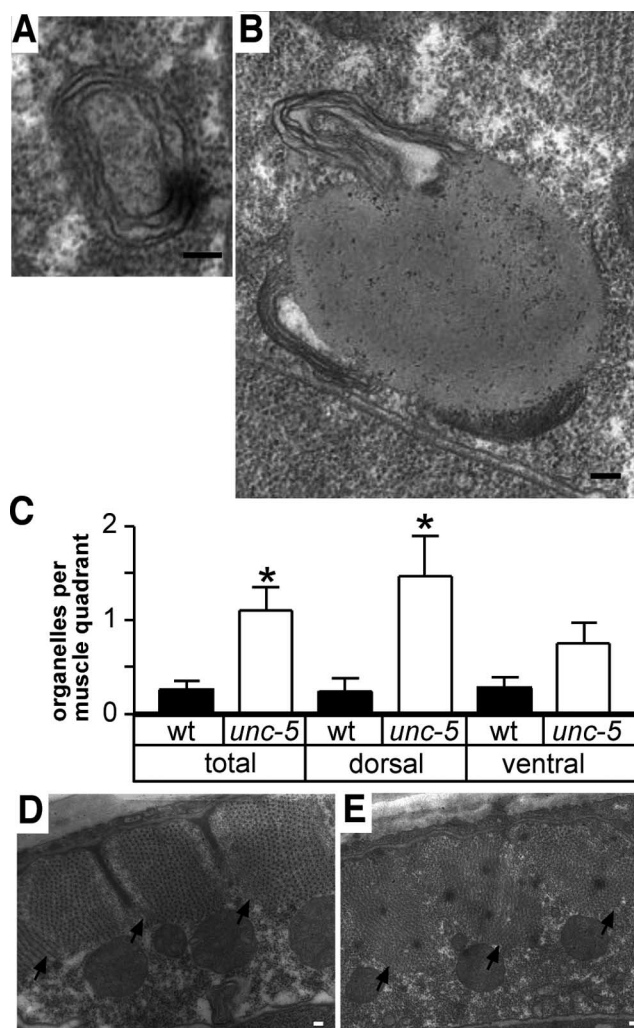 A
B
C
organelles per
muscle quadrant
2
1
0
* *
wt unc-5 wt unc-5 wt unc-5
total dorsal ventral
D
E